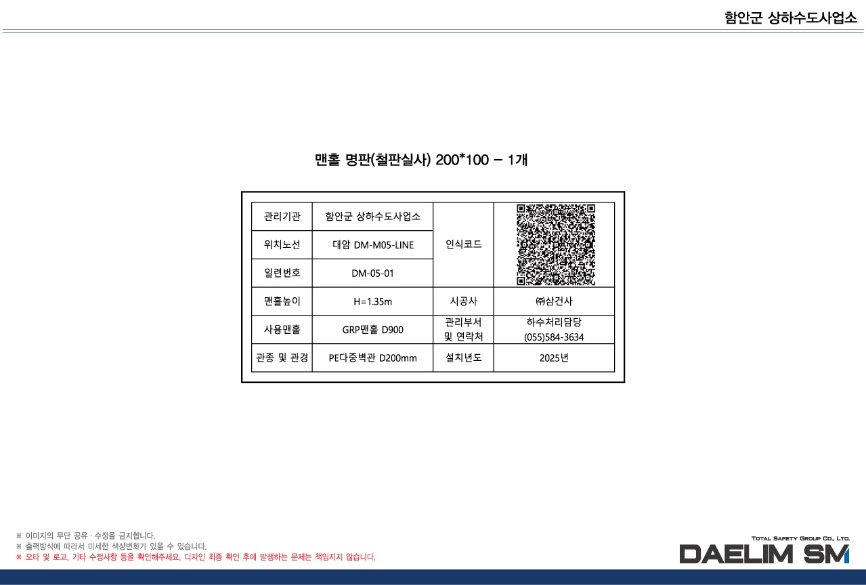 함안군 상하수도사업소
맨홀 명판(철판실사) 200*100 - 1개
관리기관 함안군 상하수도사업소 인식코드
위치노선 대암 DM-M05-LINE
일련번호 DM-05-01
맨홀높이 H=1.35m 시공사 ㈜삼건사
사용맨홀 GRP맨홀 D900 관리부서 및 연락처 하수처리담당 (055)584-3634
관종 및 관경 PE다중벽관 D200mm 설치년도 2025년
※ 이미지의 무단 공유 · 수정을 금지합니다.
※ 출력방식에 따라서 미세한 색상변화가 있을 수 있습니다.
※ 오타 및 로고, 기타 수정사항 등을 확인해주세요. 디자인 최종 확인 후에 발생하는 문제는 책임지지 않습니다.
TOTAL SAFETY GROUP CO., LTD.
DAELIM SM